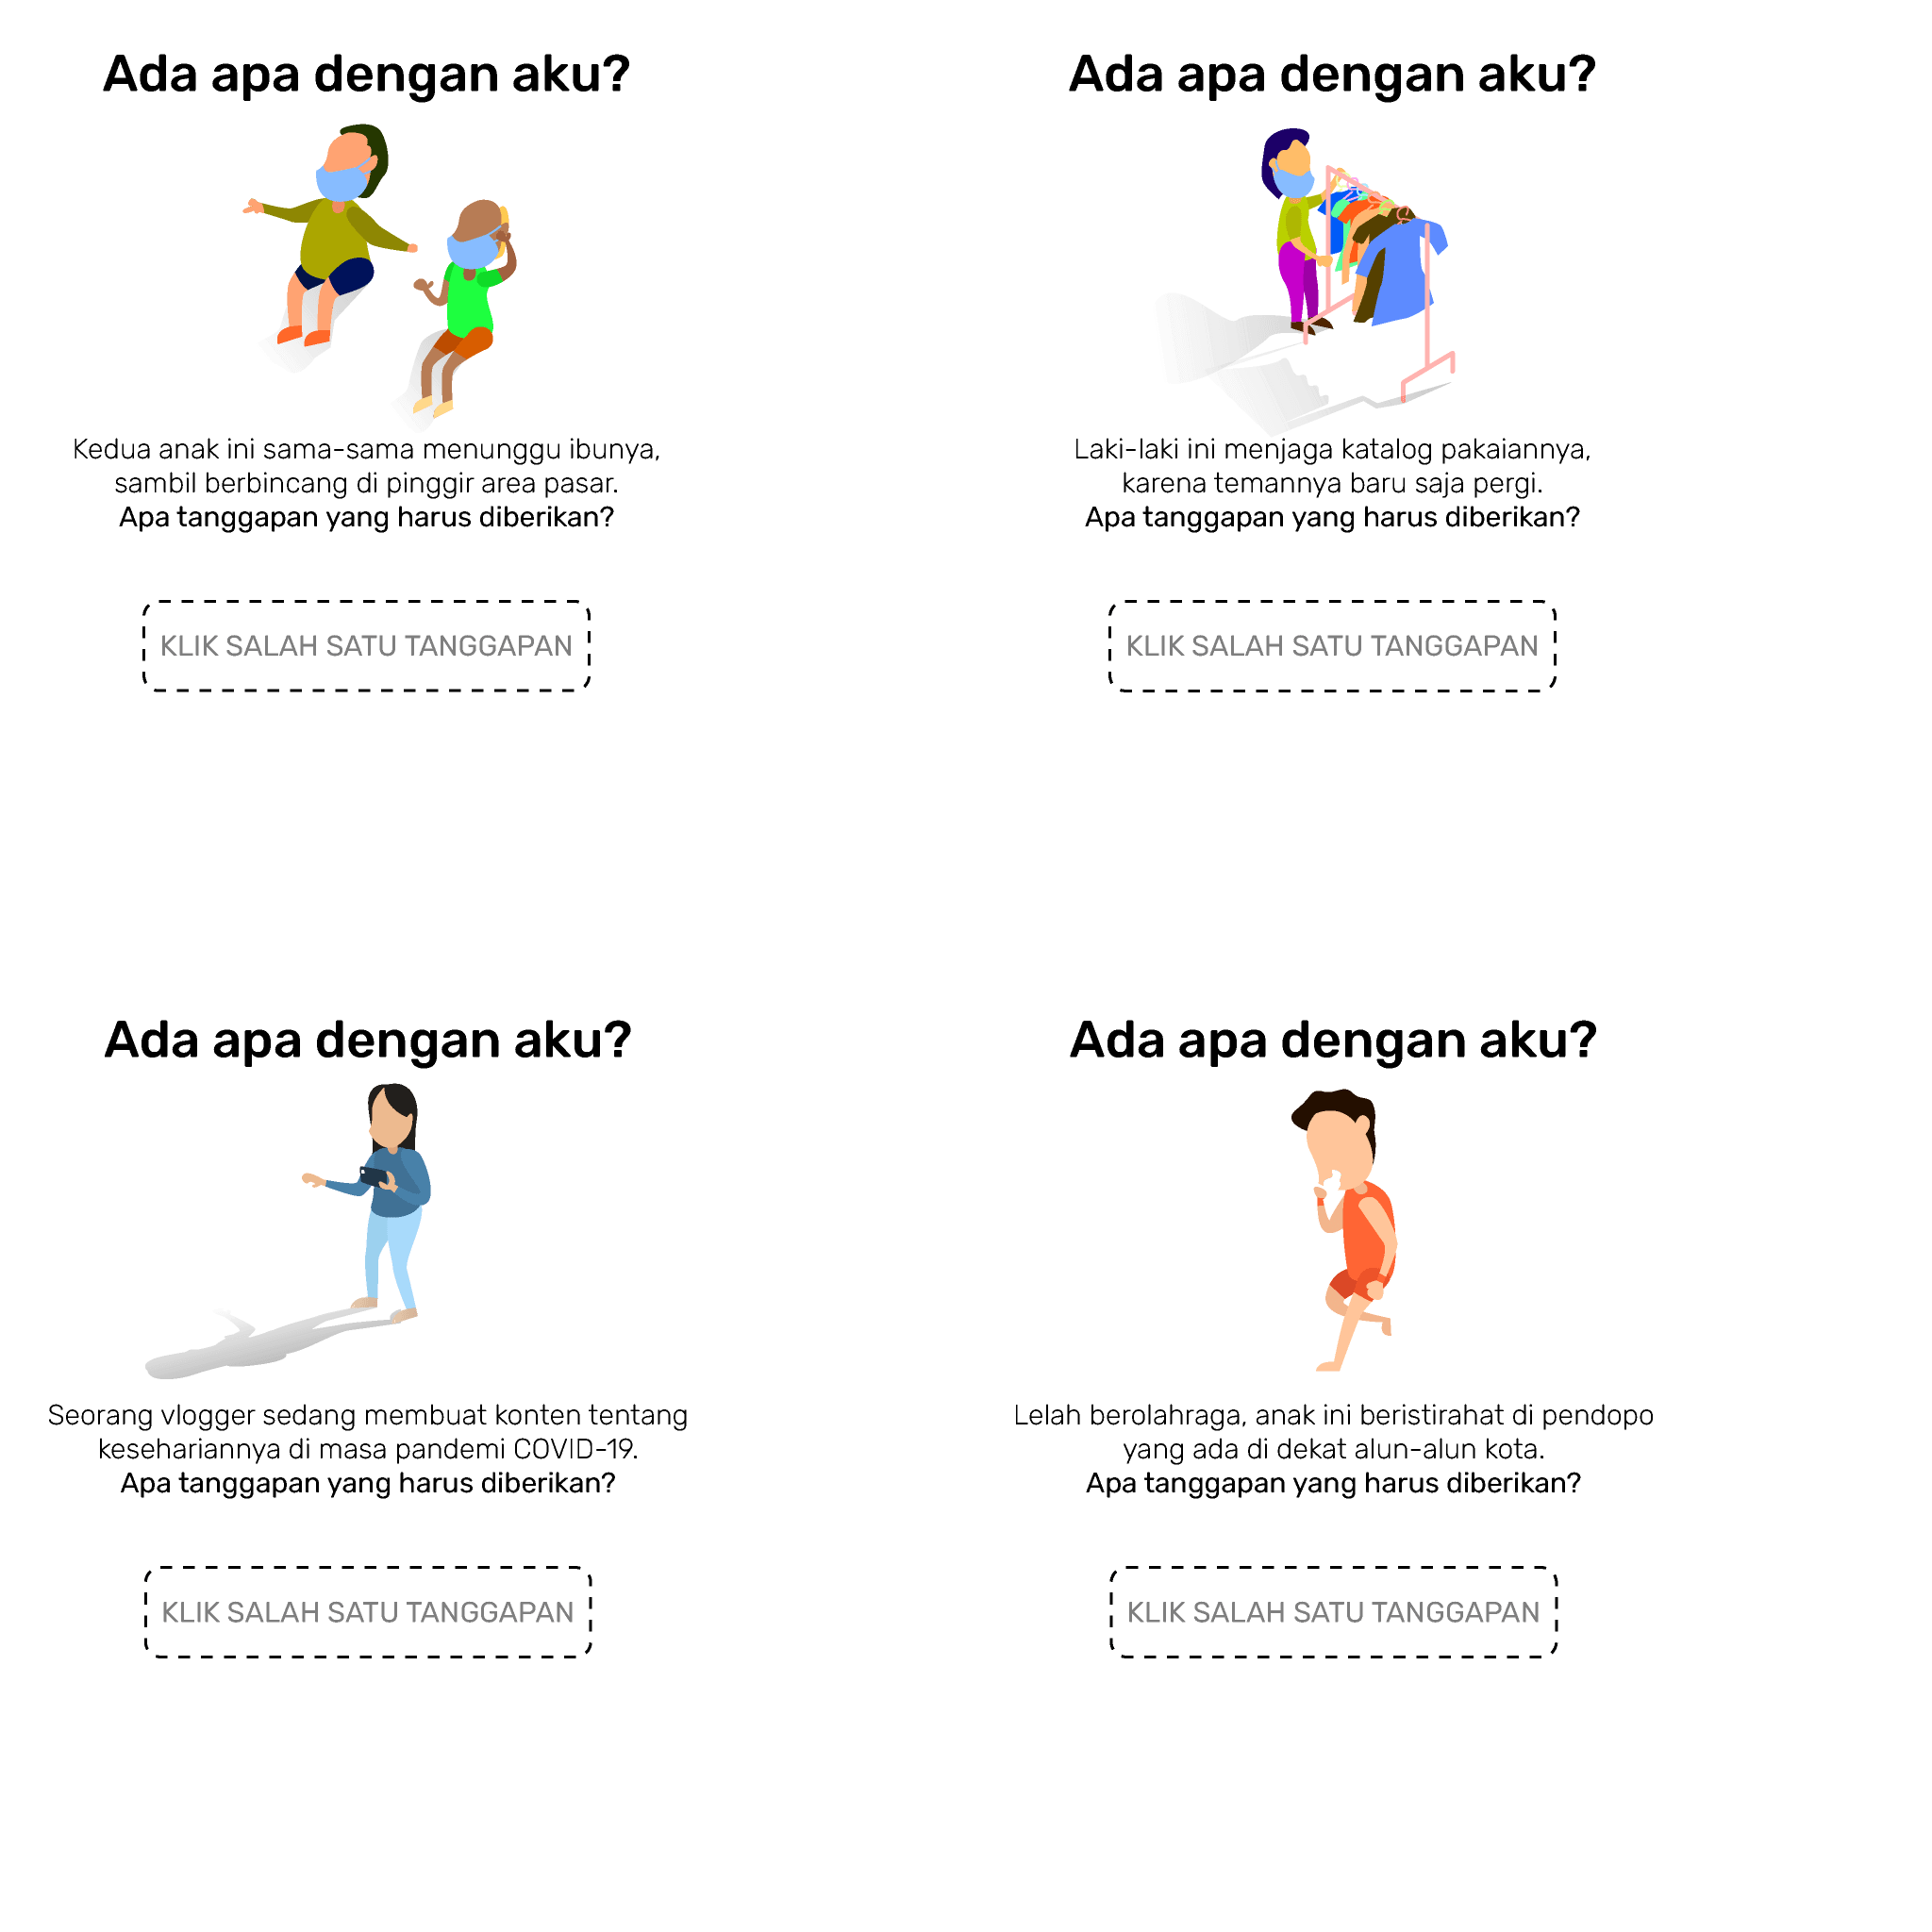 Ada apa dengan aku?
Kedua anak ini sama-sama menunggu ibunya,
sambil berbincang di pinggir area pasar.
Apa tanggapan yang harus diberikan?
KLIK SALAH SATU TANGGAPAN
Ada apa dengan aku?
Laki-laki ini menjaga katalog pakaiannya,
karena temannya baru saja pergi.
Apa tanggapan yang harus diberikan?
KLIK SALAH SATU TANGGAPAN
Ada apa dengan aku?
Seorang vlogger sedang membuat konten tentang
kesehariannya di masa pandemi COVID-19.
Apa tanggapan yang harus diberikan?
KLIK SALAH SATU TANGGAPAN
Ada apa dengan aku?
Lelah berolahraga, anak ini beristirahat di pendopo
yang ada di dekat alun-alun kota.
Apa tanggapan yang harus diberikan?
KLIK SALAH SATU TANGGAPAN